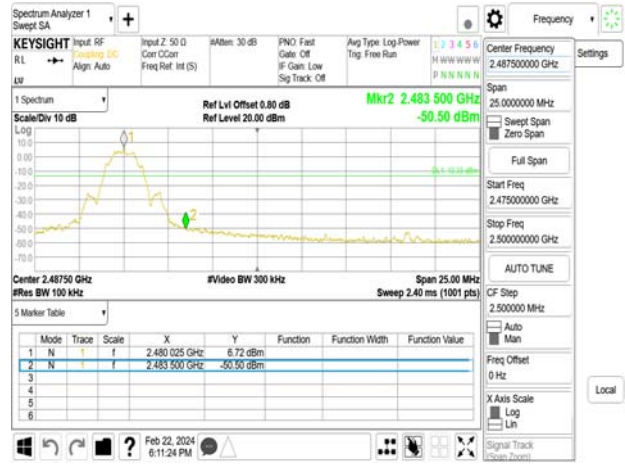 Spectrum Analyzer 1
Swept SA
+
Frequency
Settings
KEYSIGHT
RL
Input: RF
Coupling: DC
Align: Auto
Input Z: 50 Ω
Corr CCorr
Freq Ref: Int (S)
#Atten: 30 dB
PNO: Fast
Gate: Off
IF Gain: Low
Sig Track: Off
Avg Type: Log-Power
Trig: Free Run
1 2 3 4 5 6
M W W W W W
P N N N N N
1 Spectrum
Scale/Div 10 dB
Ref Lvl Offset 0.80 dB
Ref Level 20.00 dBm
Mkr2 2.483 500 GHz
-50.50 dBm
Log
10.0
0.00
-10.0
-20.0
-30.0
-40.0
-50.0
-60.0
-70.0
1
2
Center 2.48750 GHz
#Res BW 100 kHz
#Video BW 300 kHz
Span 25.00 MHz
Sweep 2.40 ms (1001 pts)
5 Marker Table
Mode Trace Scale X Y Function Function Width Function Value
1 N 1 f 2.480 025 GHz 6.72 dBm
2 N 1 f 2.483 500 GHz -50.50 dBm
3
4
5
6
?
Feb 22, 2024
6:11:24 PM
Center Frequency
2.487500000 GHz
Span
25.0000000 MHz
Swept Span
Zero Span
Full Span
Start Freq
2.475000000 GHz
Stop Freq
2.500000000 GHz
AUTO TUNE
CF Step
2.500000 MHz
Auto
Man
Freq Offset
0 Hz
X Axis Scale
Log
Lin
Signal Track
(Span Zoom)
Local